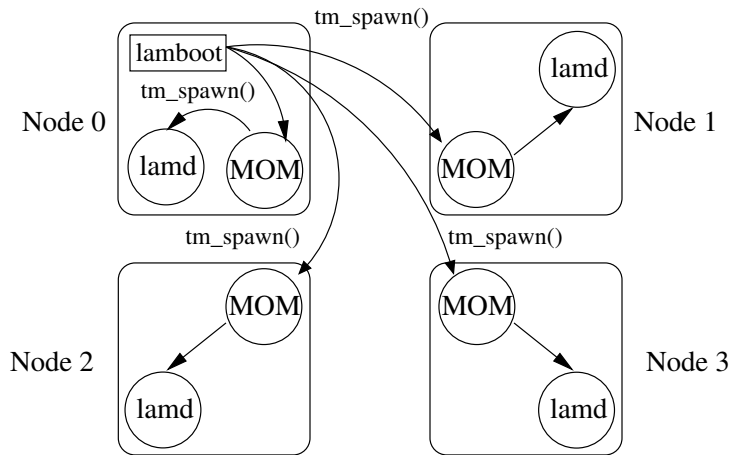 tm_spawn()
lamboot
tm_spawn()
lamd
Node 0
Node 1
lamd
MOM
MOM
tm_spawn()
tm_spawn()
MOM
MOM
Node 2
Node 3
lamd
lamd